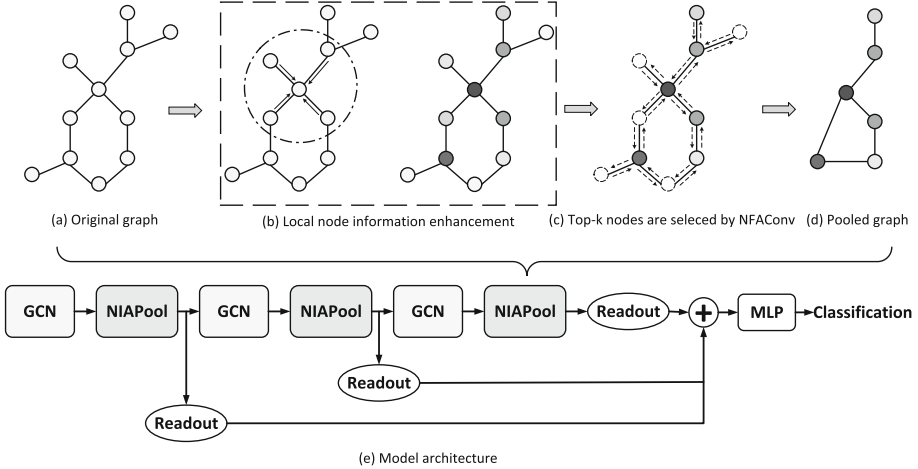 (a) Original graph
(b) Local node information enhancement
(c) Top-k nodes are seleced by NFAConv
(d) Pooled graph
GCN NIAPool GCN NIAPool GCN NIAPool Readout + MLP Classification
Readout
Readout
(e) Model architecture